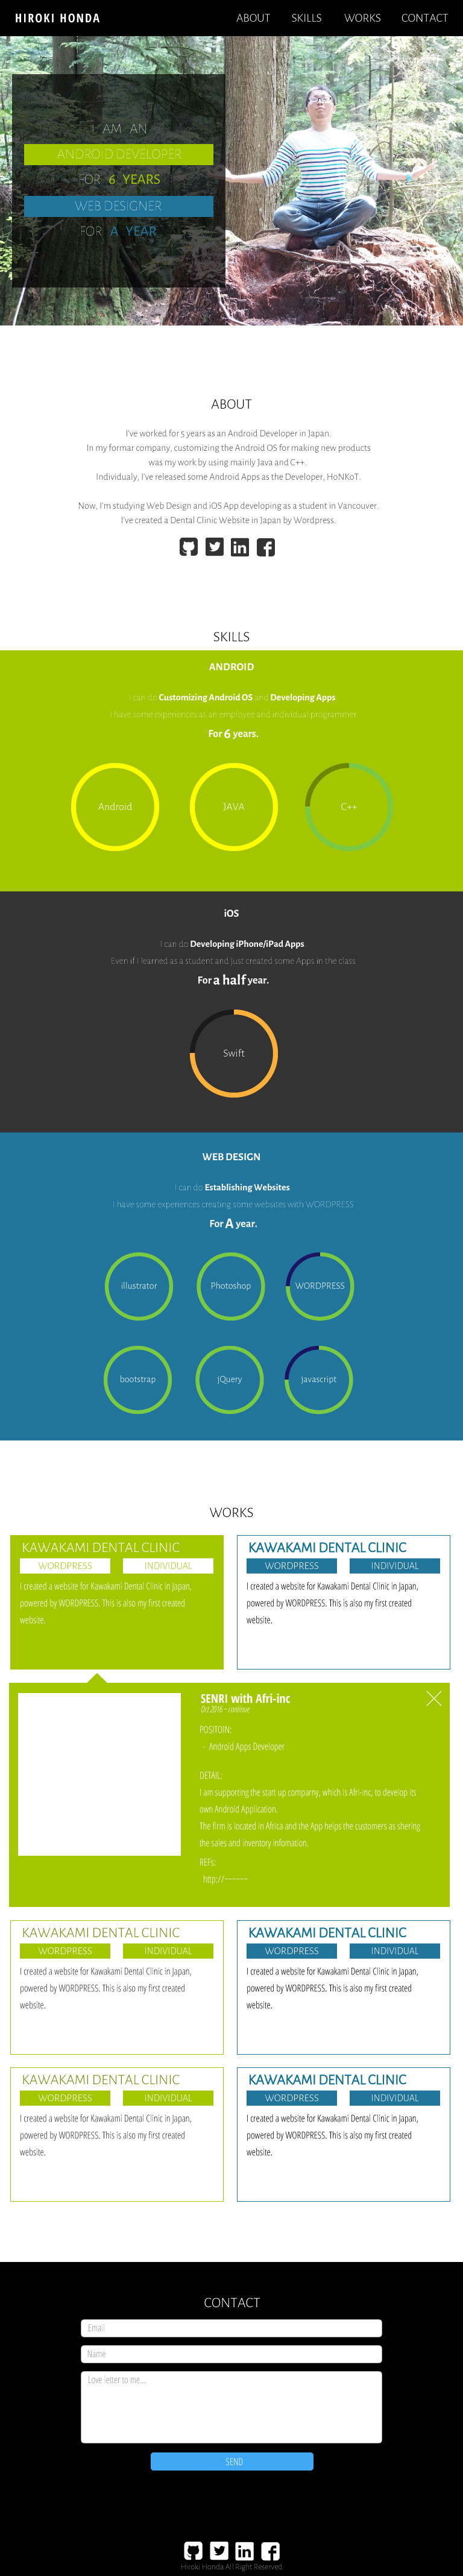 HIROKI HONDA
ABOUT SKILLS WORKS CONTACT
I AM AN
ANDROID DEVELOPER
FOR 6 YEARS
WEB DESIGNER
FOR A YEAR
ABOUT
I've worked for 5 years as an Android Developer in Japan.
In my formar company, customizing the Android OS for making new products
was my work by using mainly Java and C++.
Individualy, I've released some Android Apps as the Developer, HoNKoT.
Now, I'm studying Web Design and iOS App developing as a student in Vancouver.
I've created a Dental Clinic Website in Japan by Wordpress.
SKILLS
ANDROID
I can do Customizing Android OS and Developing Apps
I have some experiences as an employee and individual programmer
For 6 years.
Android JAVA C++
iOS
I can do Developing iPhone/iPad Apps
Even if I learned as a student and just created some Apps in the class
For a half year.
Swift
WEB DESIGN
I can do Establishing Websites
I have some experiences creating some websites with WORDPRESS
For A year.
illustrator Photoshop WORDPRESS
bootstrap jQuery Javascript
WORKS
KAWAKAMI DENTAL CLINIC
WORDPRESS INDIVIDUAL
I created a website for Kawakami Dental Clinic in Japan,
powered by WORDPRESS. This is also my first created
website.
KAWAKAMI DENTAL CLINIC
WORDPRESS INDIVIDUAL
I created a website for Kawakami Dental Clinic in Japan,
powered by WORDPRESS. This is also my first created
website.
SENRI with Afri-inc
Oct 2016 - continue
POSITOIN:
- Android Apps Developer
DETAIL:
I am supporting the start up comparny, which is Afri-inc, to develop its
own Android Application.
The firm is located in Africa and the App helps the customers as shering
the sales and inventory infomation.
REFs:
http://~~~~~~
KAWAKAMI DENTAL CLINIC
WORDPRESS INDIVIDUAL
I created a website for Kawakami Dental Clinic in Japan,
powered by WORDPRESS. This is also my first created
website.
KAWAKAMI DENTAL CLINIC
WORDPRESS INDIVIDUAL
I created a website for Kawakami Dental Clinic in Japan,
powered by WORDPRESS. This is also my first created
website.
KAWAKAMI DENTAL CLINIC
WORDPRESS INDIVIDUAL
I created a website for Kawakami Dental Clinic in Japan,
powered by WORDPRESS. This is also my first created
website.
KAWAKAMI DENTAL CLINIC
WORDPRESS INDIVIDUAL
I created a website for Kawakami Dental Clinic in Japan,
powered by WORDPRESS. This is also my first created
website.
CONTACT
Email
Name
Love letter to me...
SEND
Hiroki Honda All Right Reserved